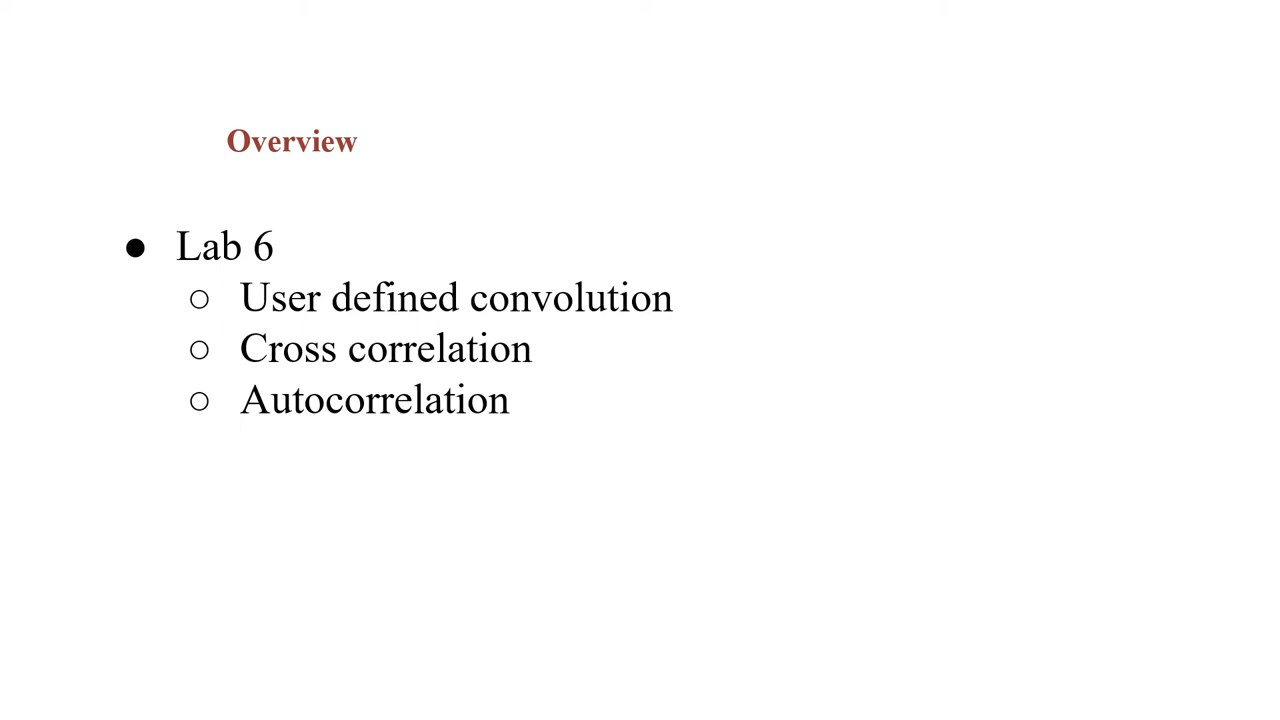 Overview
● Lab 6
○ User defined convolution
○ Cross correlation
○ Autocorrelation